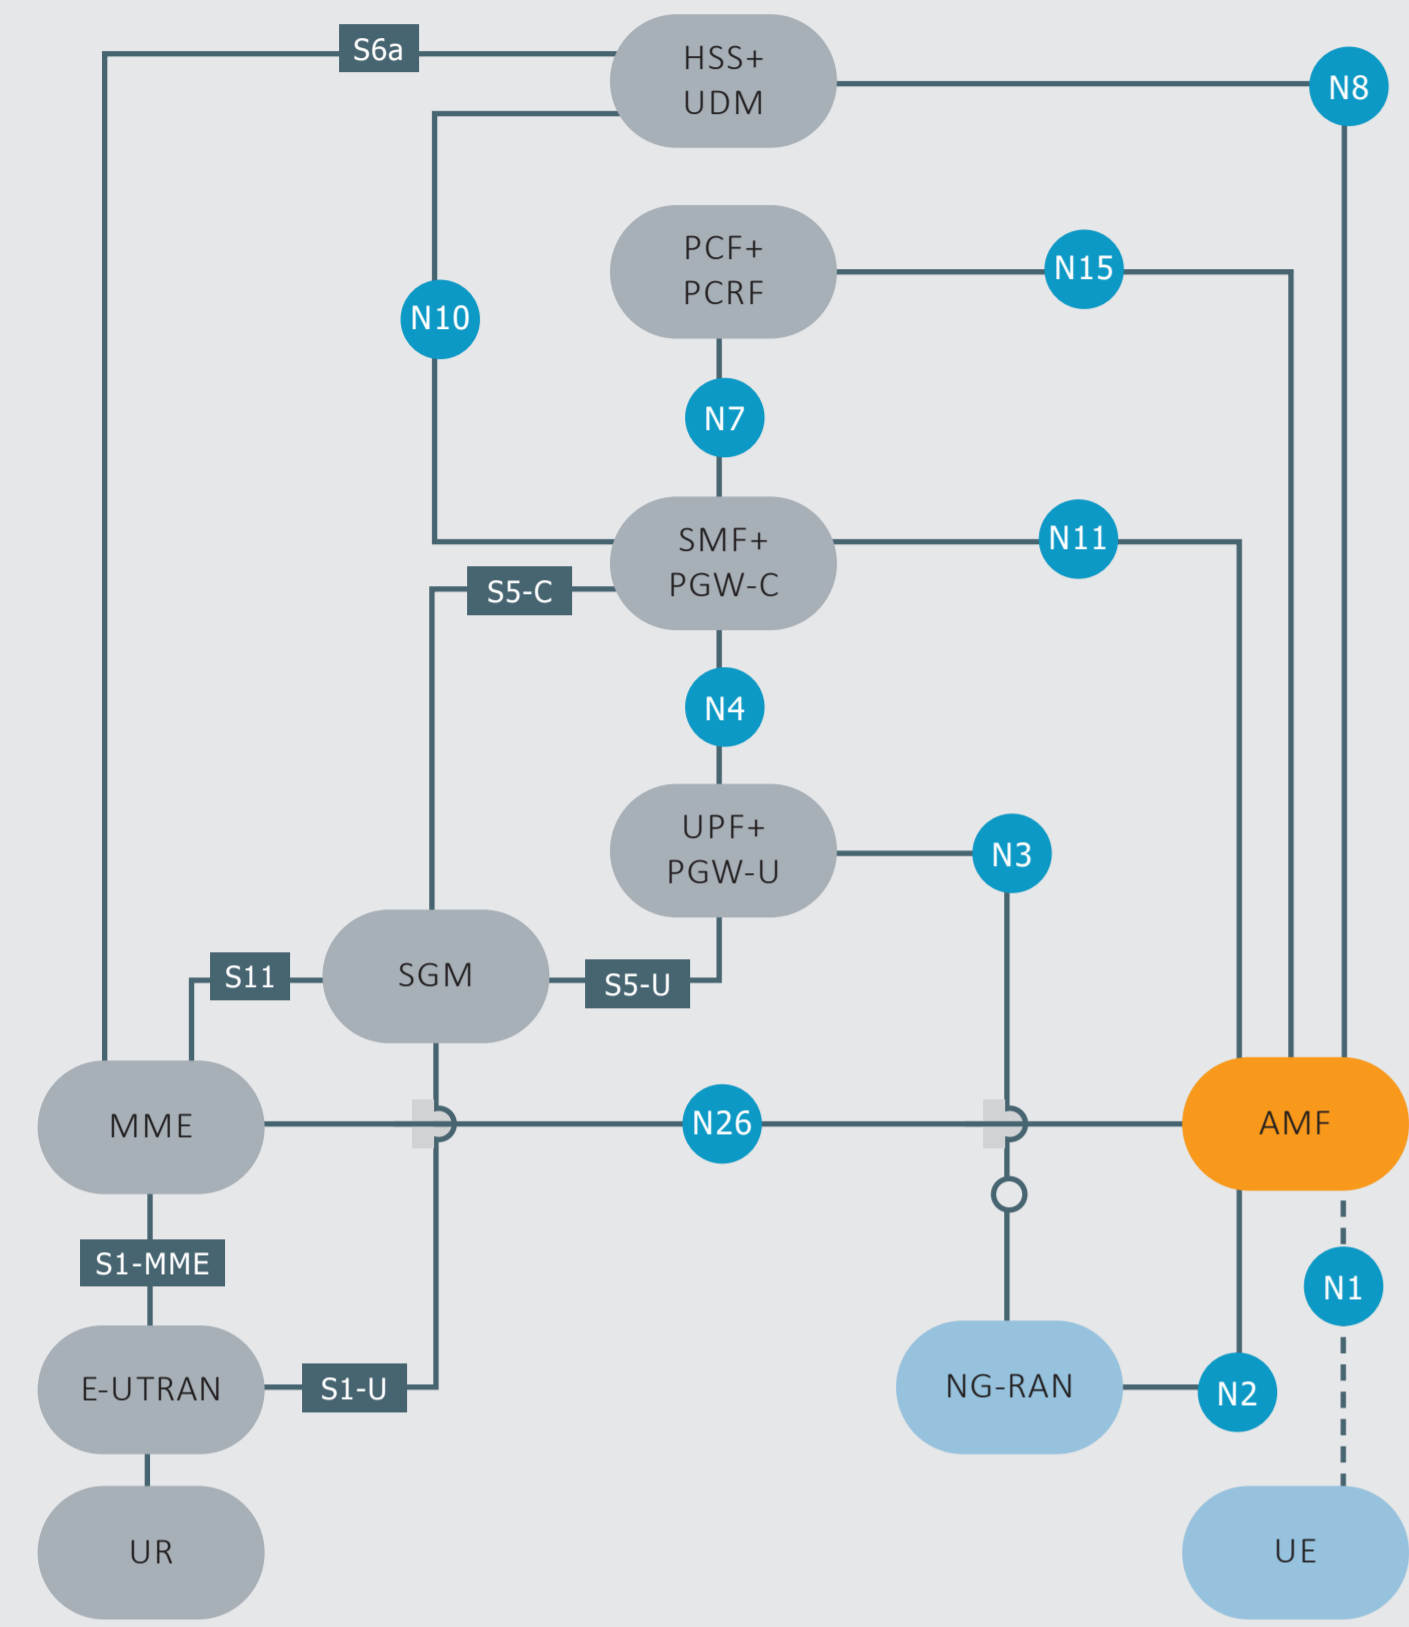 S6a
HSS+
UDM
N8
PCF+
PCRF
N15
N10
N7
SMF+
PGW-C
N11
S5-C
N4
UPF+
PGW-U
N3
S11
SGM
S5-U
MME
N26
AMF
S1-MME
N1
E-UTRAN
S1-U
NG-RAN
N2
UR
UE